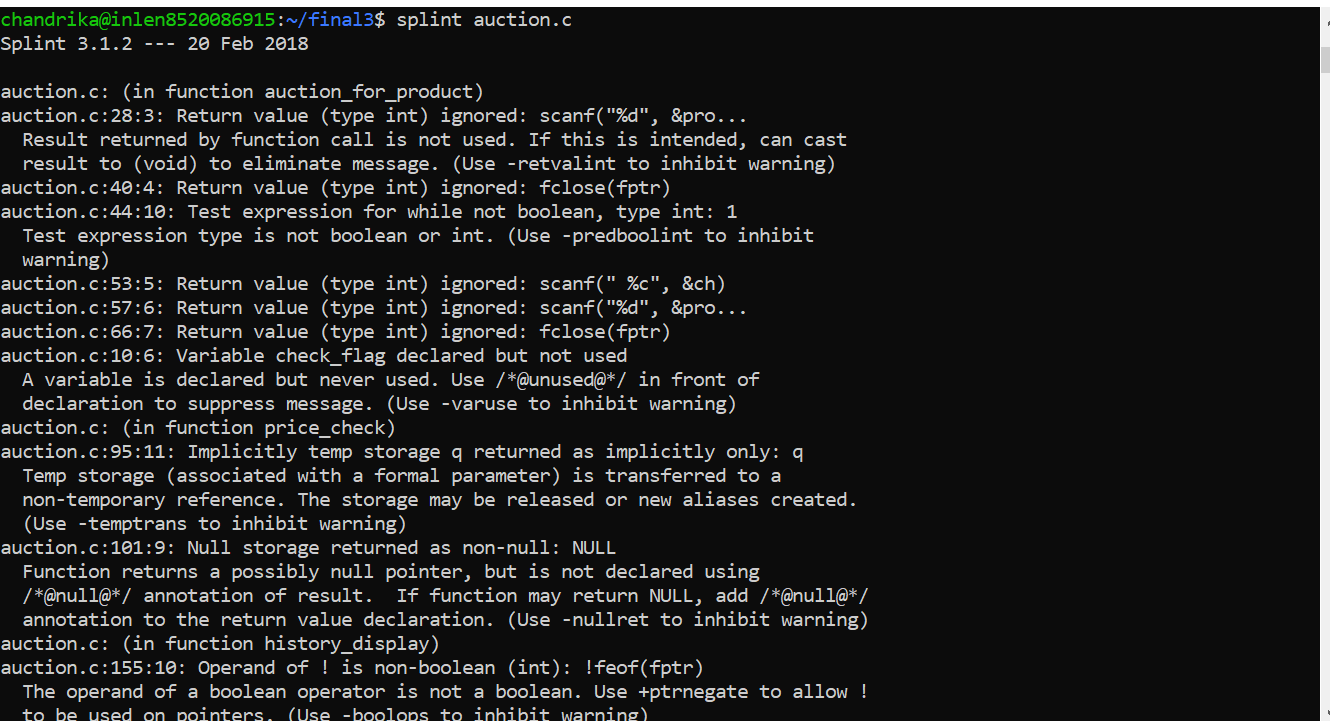 chandrika@inlen8520086915:~/final3$ splint auction.c
Splint 3.1.2 --- 20 Feb 2018
auction.c: (in function auction_for_product)
auction.c:28:3: Return value (type int) ignored: scanf("%d", &pro...
Result returned by function call is not used. If this is intended, can cast
result to (void) to eliminate message. (Use -retvalint to inhibit warning)
auction.c:40:4: Return value (type int) ignored: fclose(fptr)
auction.c:44:10: Test expression for while not boolean, type int: 1
Test expression type is not boolean or int. (Use -predboolint to inhibit
warning)
auction.c:53:5: Return value (type int) ignored: scanf(" %c", &ch)
auction.c:57:6: Return value (type int) ignored: scanf("%d", &pro...
auction.c:66:7: Return value (type int) ignored: fclose(fptr)
auction.c:10:6: Variable check_flag declared but not used
A variable is declared but never used. Use /*@unused@*/ in front of
declaration to suppress message. (Use -varuse to inhibit warning)
auction.c: (in function price_check)
auction.c:95:11: Implicitly temp storage q returned as implicitly only: q
Temp storage (associated with a formal parameter) is transferred to a
non-temporary reference. The storage may be released or new aliases created.
(Use -temptrans to inhibit warning)
auction.c:101:9: Null storage returned as non-null: NULL
Function returns a possibly null pointer, but is not declared using
/*@null@*/ annotation of result.  If function may return NULL, add /*@null@*/
annotation to the return value declaration. (Use -nullret to inhibit warning)
auction.c: (in function history_display)
auction.c:155:10: Operand of ! is non-boolean (int): !feof(fptr)
The operand of a boolean operator is not a boolean. Use +ptrnegate to allow !
to be used on pointers. (Use -boolops to inhibit warning)